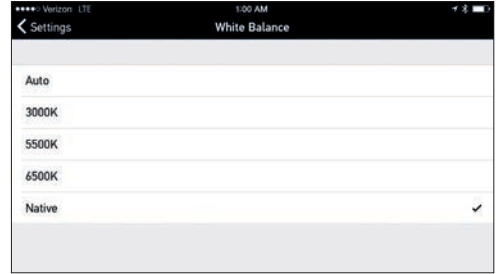 Verizon LTE
1:00 AM
Settings
White Balance
Auto
3000K
5500K
6500K
Native